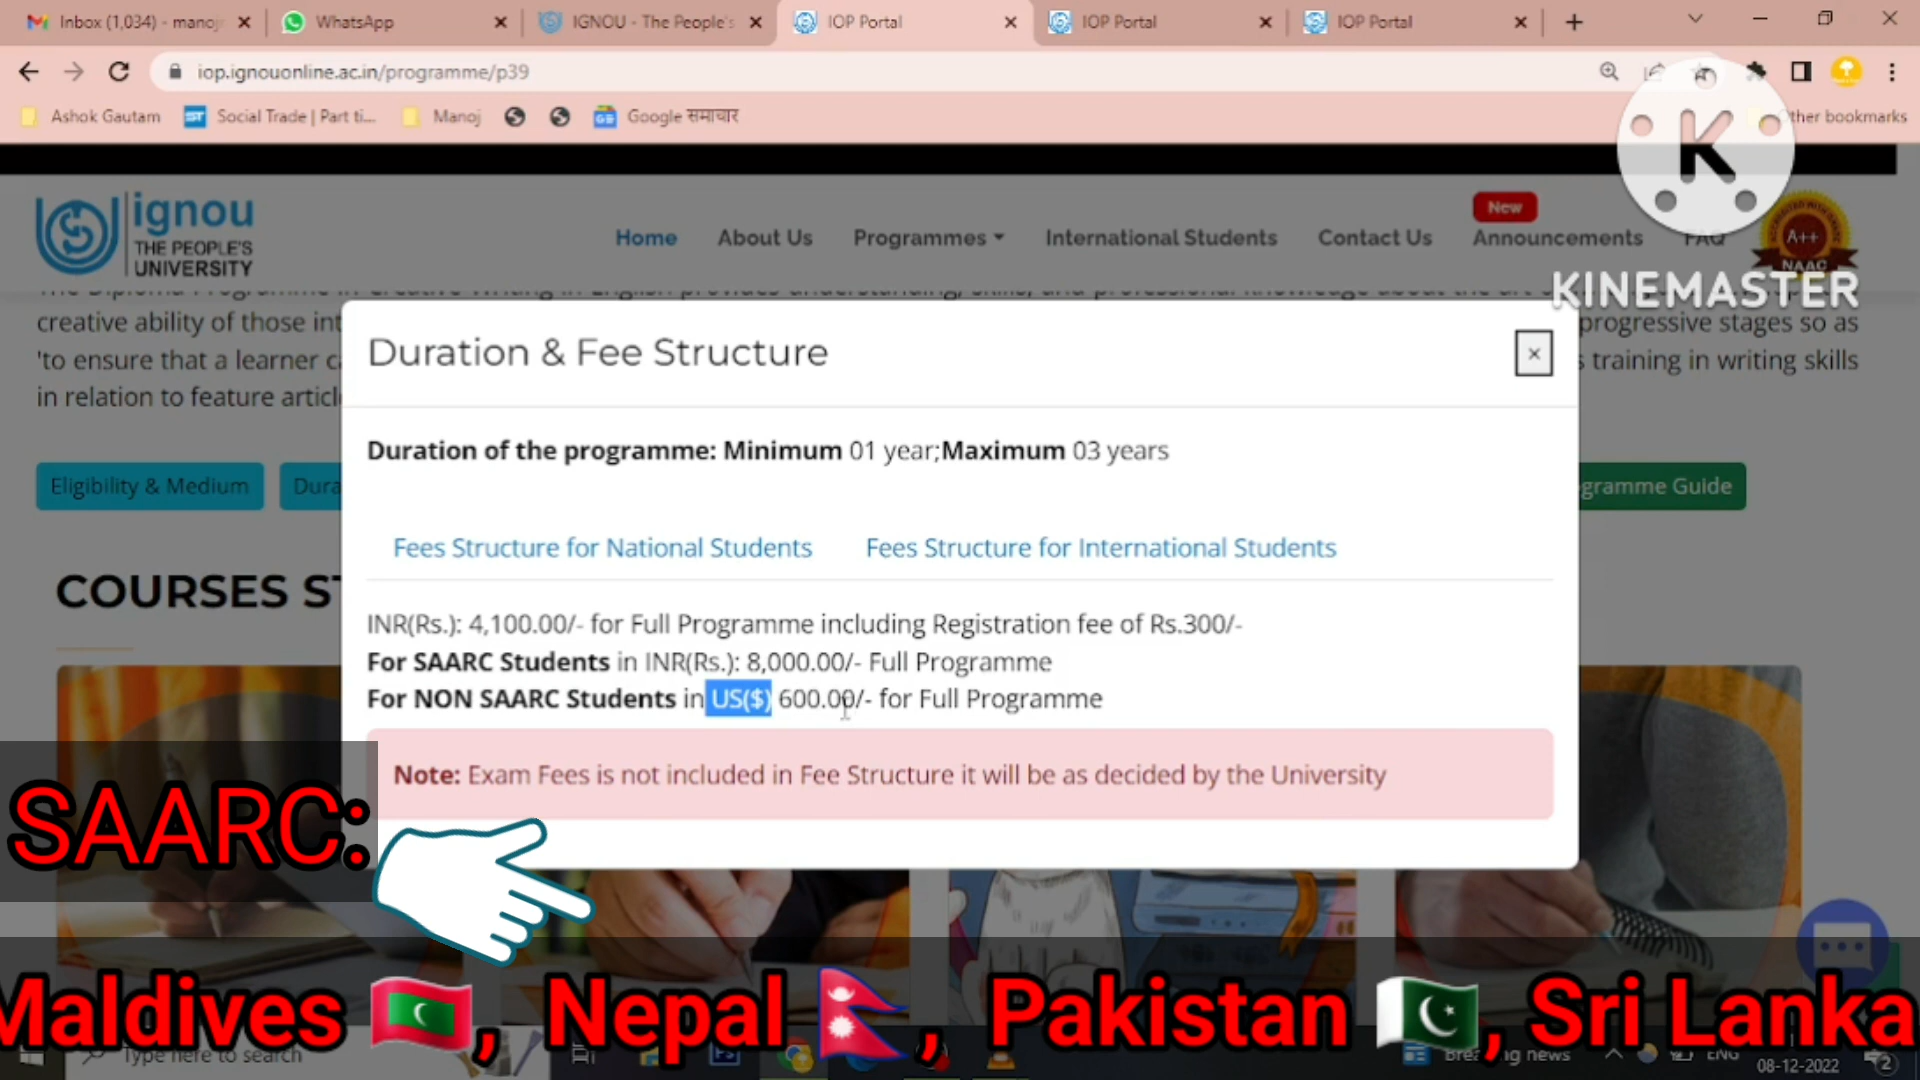 Inbox (1,034) - manoj
WhatsApp
IGNOU - The People's
IOP Portal
IOP Portal
IOP Portal
iop.ignouonline.ac.in/programme/p39
Ashok Gautam
Social Trade | Part ti...
Manoj
Google समाचार
Other bookmarks
K
KINEMASTER
ignou
THE PEOPLE'S
UNIVERSITY
Home
About Us
Programmes
International Students
Contact Us
New
Announcements
FAQ
A++
NAAC
creative ability of those int
progressive stages so as
'to ensure that a learner c
training in writing skills
in relation to feature articl
Eligibility & Medium
Dura
gramme Guide
COURSES ST
Duration & Fee Structure
×
Duration of the programme: Minimum 01 year;Maximum 03 years
Fees Structure for National Students
Fees Structure for International Students
INR(Rs.): 4,100.00/- for Full Programme including Registration fee of Rs.300/-
For SAARC Students in INR(Rs.): 8,000.00/- Full Programme
For NON SAARC Students in US($) 600.00/- for Full Programme
Note: Exam Fees is not included in Fee Structure it will be as decided by the University
SAARC:
Maldives 🇲🇻, Nepal 🇳🇵, Pakistan 🇵🇰, Sri Lanka
Type here to search
ENG
08-12-2022
2